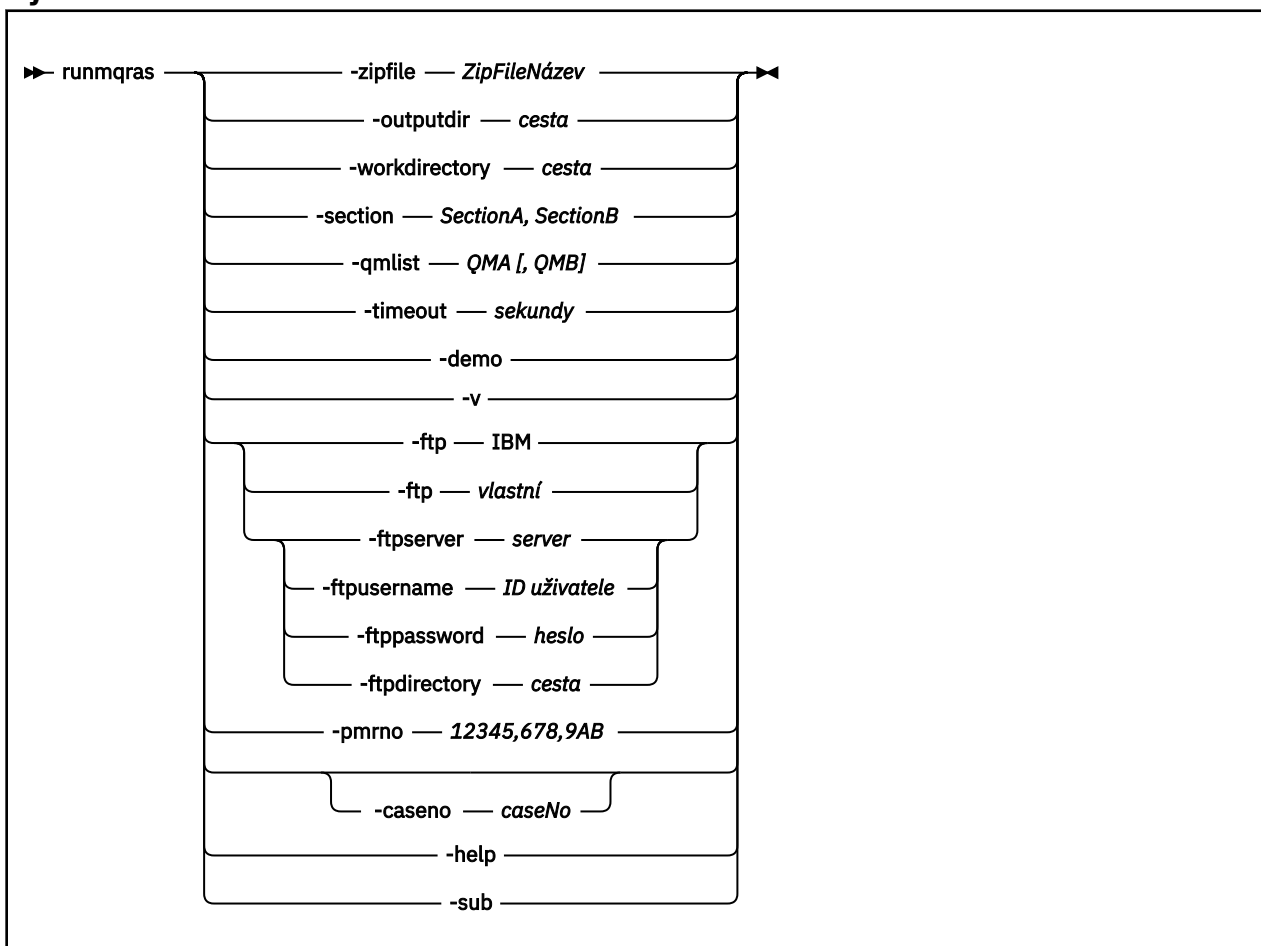 runmqras -zipfile ZipFileNázev
-outputdir cesta
-workdirectory cesta
-section SectionA, SectionB
-qmlist QMA [, QMB]
-timeout sekundy
-demo
-v
-ftp IBM
-ftp vlastní
-ftpserver server
-ftpusername ID uživatele
-ftppassword heslo
-ftpdirectory cesta
-pmrno 12345,678,9AB
-caseno caseNo
-help
-sub